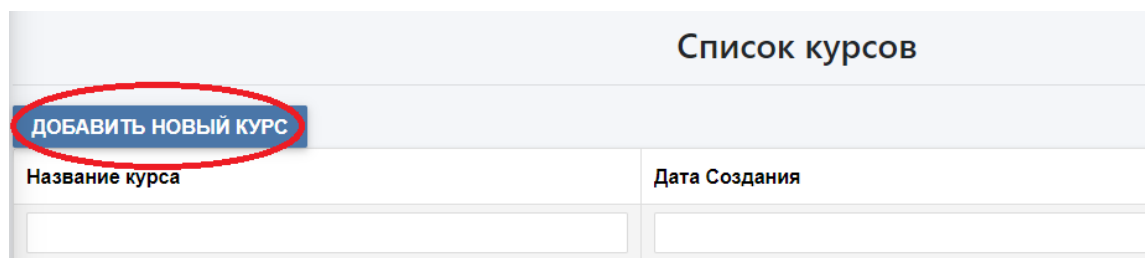 Список курсов
ДОБАВИТЬ НОВЫЙ КУРС
Название курса Дата Создания